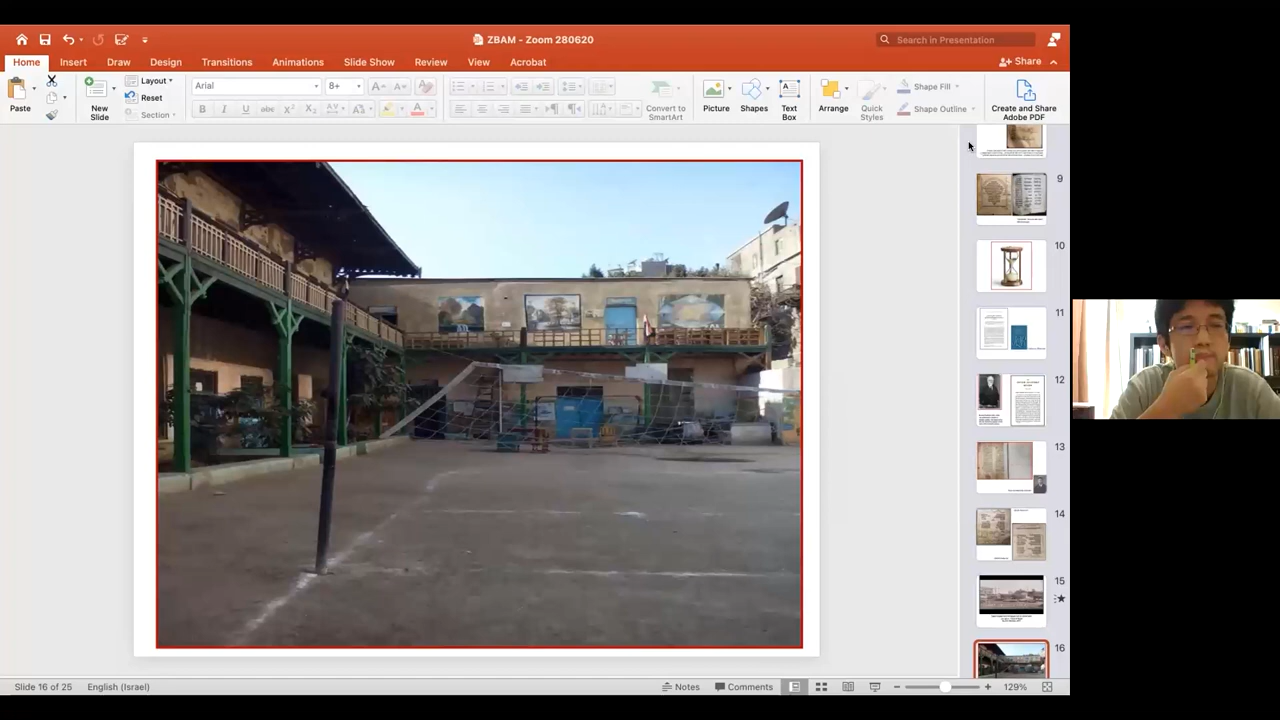 ZBAM - Zoom 280620
Search in Presentation
Home Insert Draw Design Transitions Animations Slide Show Review View Acrobat
Share
Paste
New Slide
Layout
Reset
Section
Arial 8+
Convert to SmartArt
Picture
Shapes
Text Box
Arrange
Quick Styles
Shape Fill
Shape Outline
Create and Share Adobe PDF
9
10
11
12
13
14
15
16
Slide 16 of 25 English (Israel)
Notes Comments 129%